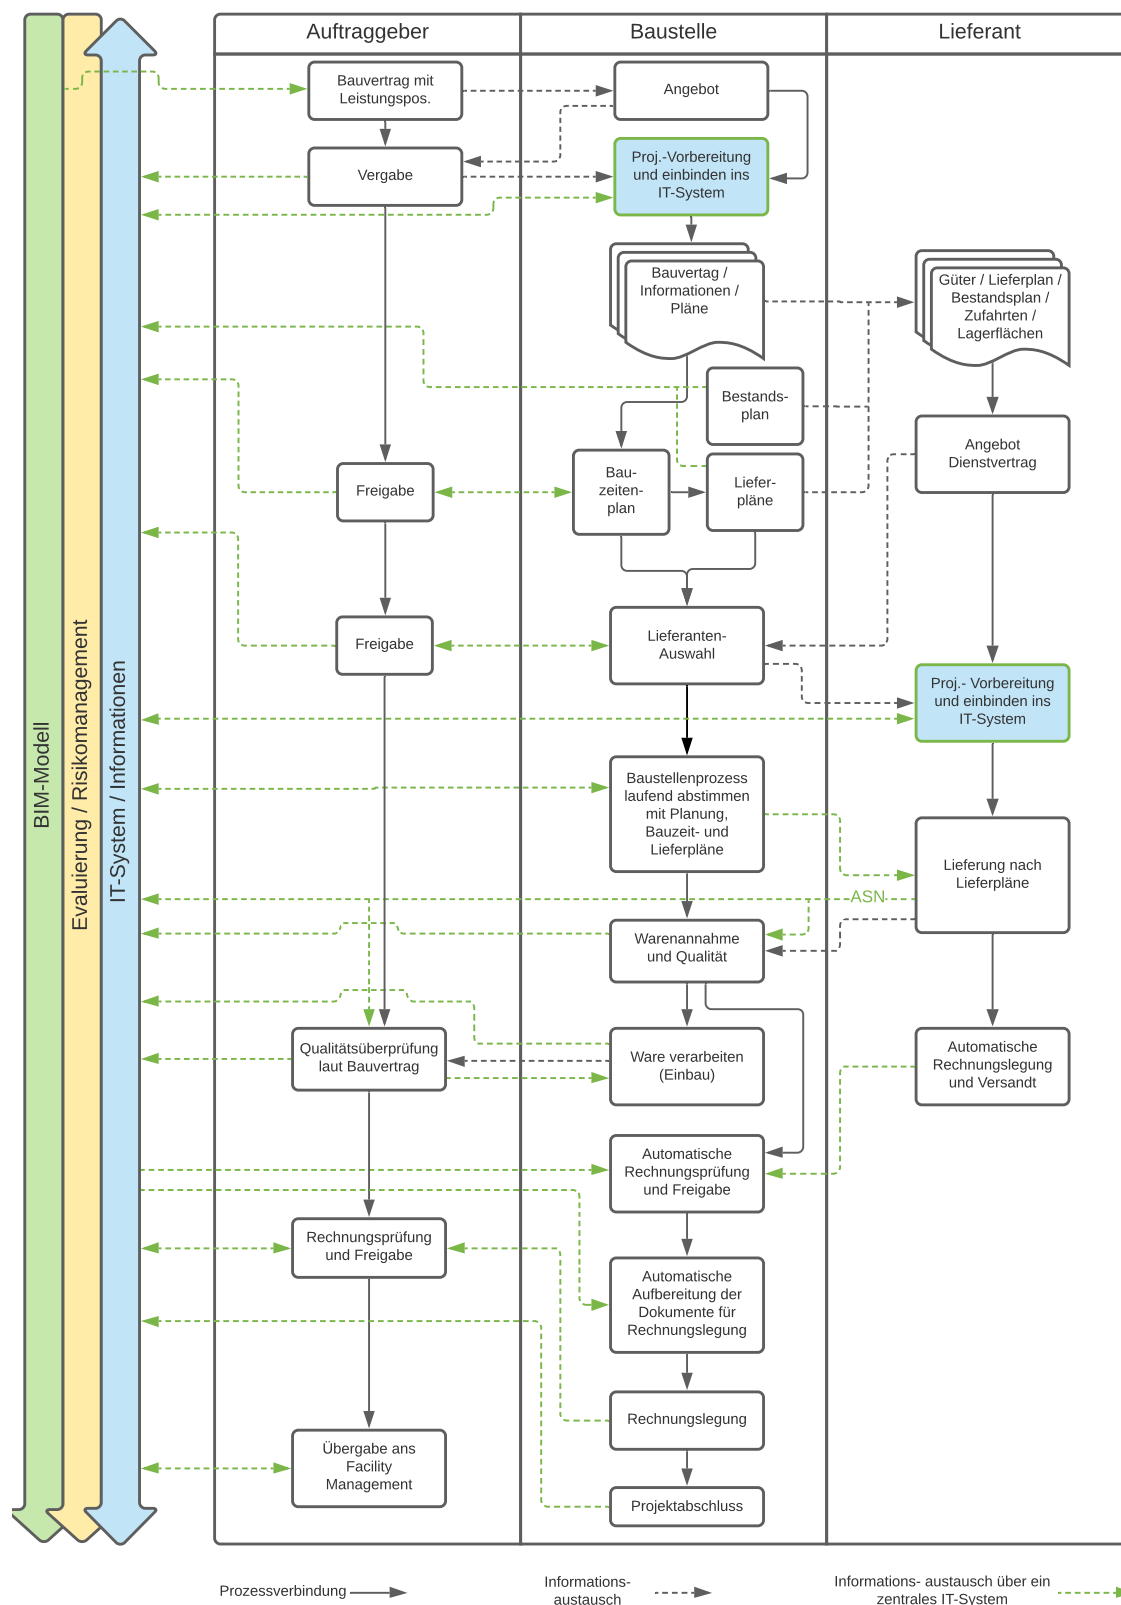 Auftraggeber
Baustelle
Lieferant
BIM-Modell
Evaluierung / Risikomanagement
IT-System / Informationen
Bauvertrag mit
Leistungspos.
Angebot
Vergabe
Proj.-Vorbereitung
und einbinden ins
IT-System
Bauvertag /
Informationen /
Pläne
Güter / Lieferplan /
Bestandsplan /
Zufahrten /
Lagerflächen
Bestands-
plan
Angebot
Dienstvertrag
Freigabe
Bau-
zeiten-
plan
Liefer-
pläne
Freigabe
Lieferanten-
Auswahl
Proj.- Vorbereitung
und einbinden ins
IT-System
Baustellenprozess
laufend abstimmen
mit Planung,
Bauzeit- und
Lieferpläne
Lieferung nach
Lieferpläne
ASN
Warenannahme
und Qualität
Qualitätsüberprüfung
laut Bauvertrag
Ware verarbeiten
(Einbau)
Automatische
Rechnungslegung
und Versandt
Automatische
Rechnungsprüfung
und Freigabe
Rechnungsprüfung
und Freigabe
Automatische
Aufbereitung der
Dokumente für
Rechnungslegung
Rechnungslegung
Übergabe ans
Facility
Management
Projektabschluss
Prozessverbindung
Informations-
austausch
Informations- austausch über ein
zentrales IT-System